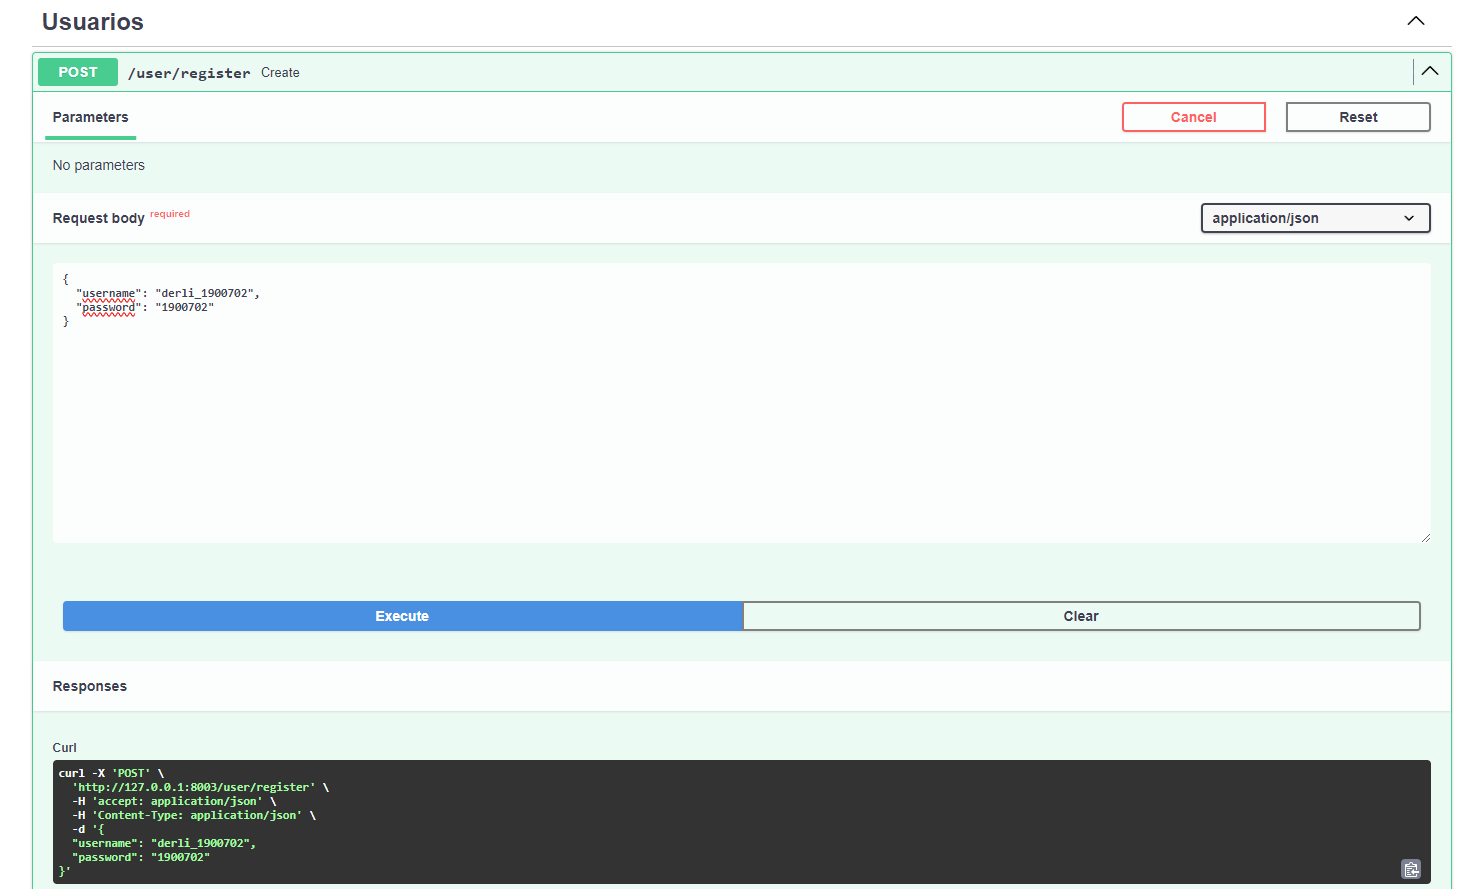 Usuarios
POST /user/register Create
Parameters
Cancel
Reset
No parameters
Request body required
application/json
{
  "username": "derli_1900702",
  "password": "1900702"
}
Execute
Clear
Responses
Curl
curl -X 'POST' \
  'http://127.0.0.1:8003/user/register' \
  -H 'accept: application/json' \
  -H 'Content-Type: application/json' \
  -d '{
  "username": "derli_1900702",
  "password": "1900702"
}'